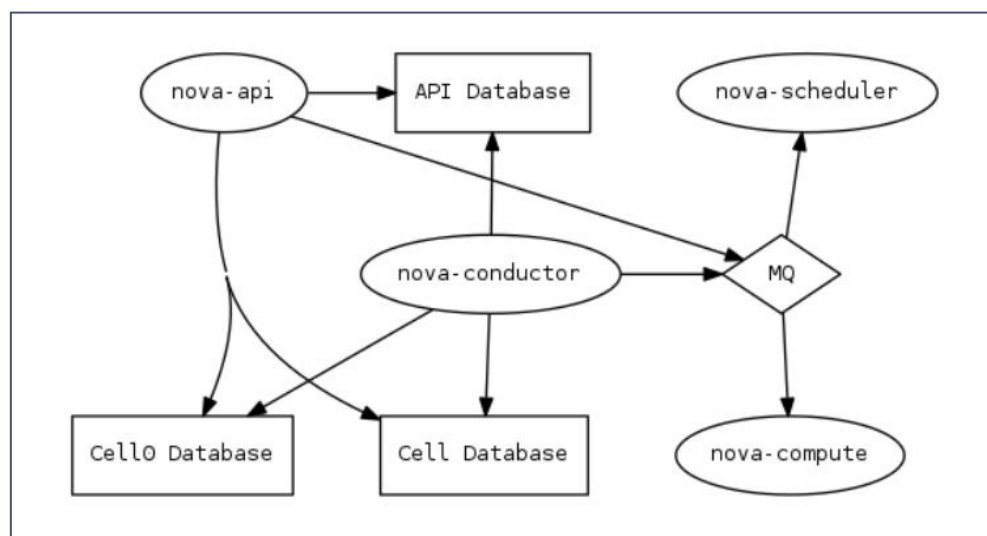 nova-api
API Database
nova-scheduler
nova-conductor
MQ
Cell0 Database
Cell Database
nova-compute